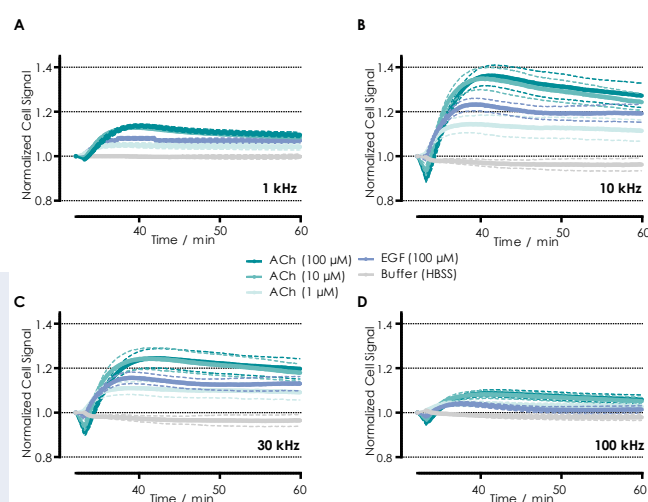 A
B
Normalized Cell Signal
1.4
1.2
1.0
0.8
1 kHz
40
50
60
Time / min
Normalized Cell Signal
1.4
1.2
1.0
0.8
10 kHz
40
50
60
Time / min
ACh (100 µM)
ACh (10 µM)
ACh (1 µM)
EGF (100 µM)
Buffer (HBSS)
C
D
Normalized Cell Signal
1.4
1.2
1.0
0.8
30 kHz
40
50
60
Time / min
Normalized Cell Signal
1.4
1.2
1.0
0.8
100 kHz
40
50
60
Time / min